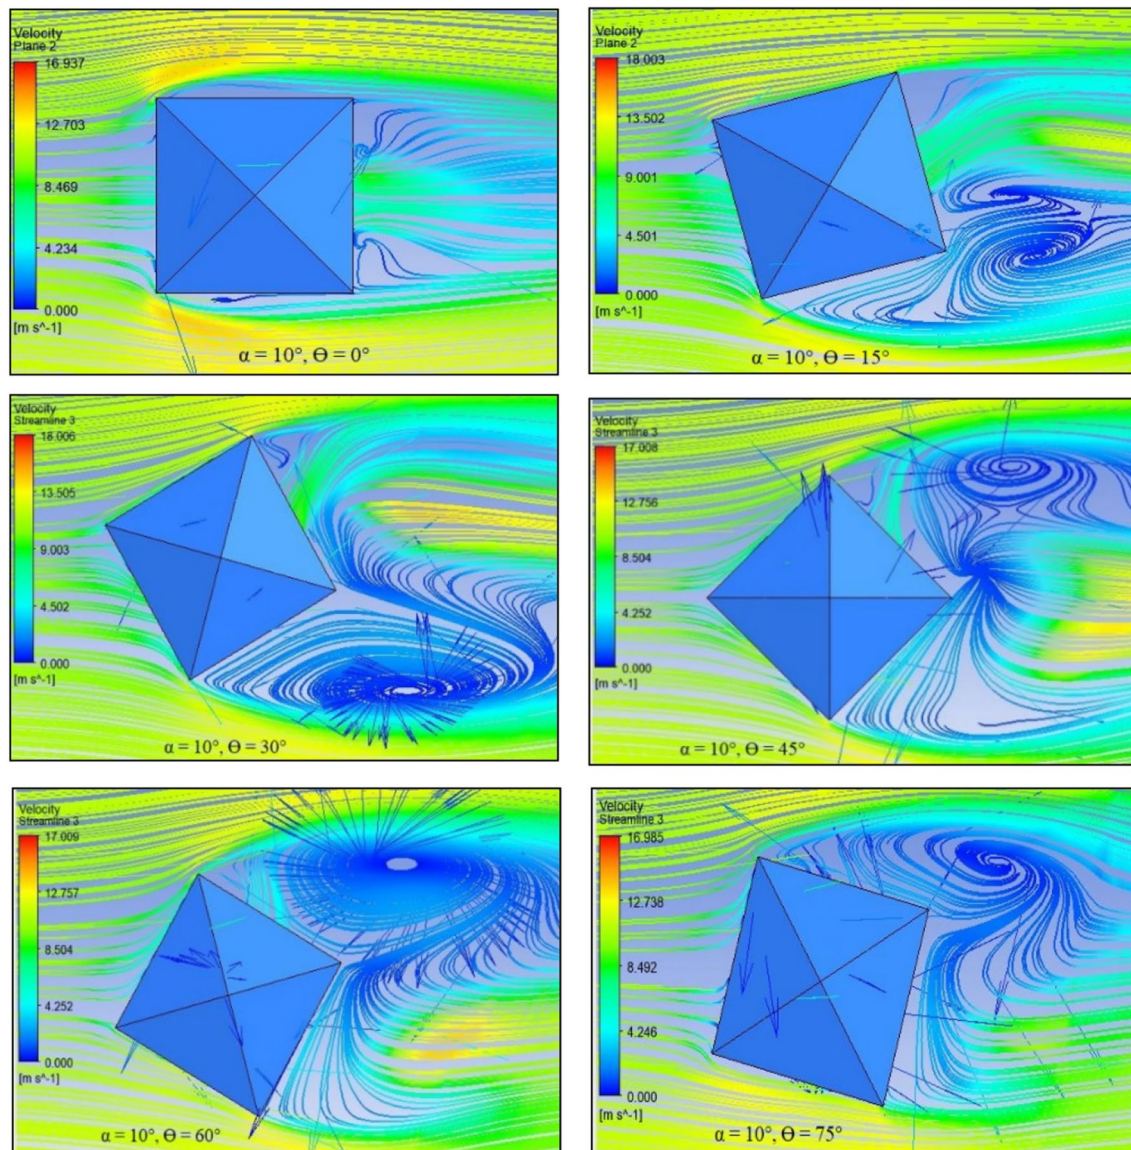 Velocity
Plane 2
16.937
12.703
8.469
4.234
0.000
[m s^-1]
α = 10°, ϴ = 0°
Velocity
Plane 2
18.003
13.502
9.001
4.501
0.000
[m s^-1]
α = 10°, ϴ = 15°
Velocity
Streamline 3
18.006
13.505
9.003
4.502
0.000
[m s^-1]
α = 10°, ϴ = 30°
Velocity
Streamline 3
17.008
12.756
8.504
4.252
0.000
[m s^-1]
α = 10°, ϴ = 45°
Velocity
Streamline 3
17.009
12.757
8.504
4.252
0.000
[m s^-1]
α = 10°, ϴ = 60°
Velocity
Streamline 3
16.985
12.738
8.492
4.246
0.000
[m s^-1]
α = 10°, ϴ = 75°